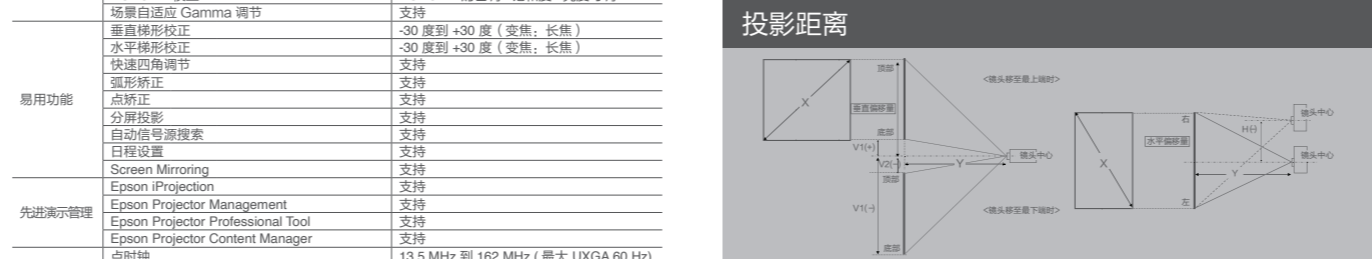 场景自适应 Gamma 调节 支持
易用功能
垂直梯形校正 -30 度到 +30 度 ( 变焦：长焦 )
水平梯形校正 -30 度到 +30 度 ( 变焦：长焦 )
快速四角调节 支持
弧形矫正 支持
点矫正 支持
分屏投影 支持
自动信号源搜索 支持
日程设置 支持
Screen Mirroring 支持
先进演示管理
Epson iProjection 支持
Epson Projector Management 支持
Epson Projector Professional Tool 支持
Epson Projector Content Manager 支持
点时钟 13.5 MHz 到 162 MHz ( 最大 UXGA 60 Hz)
投影距离
顶部
<镜头移至最上端时>
X
垂直偏移量
底部
V1(+)
V2(-)
Y
镜头中心
顶部
V1(-)
<镜头移至最下端时>
底部
右
镜头中心
H(-)
水平偏移量
X
镜头中心
Y
左